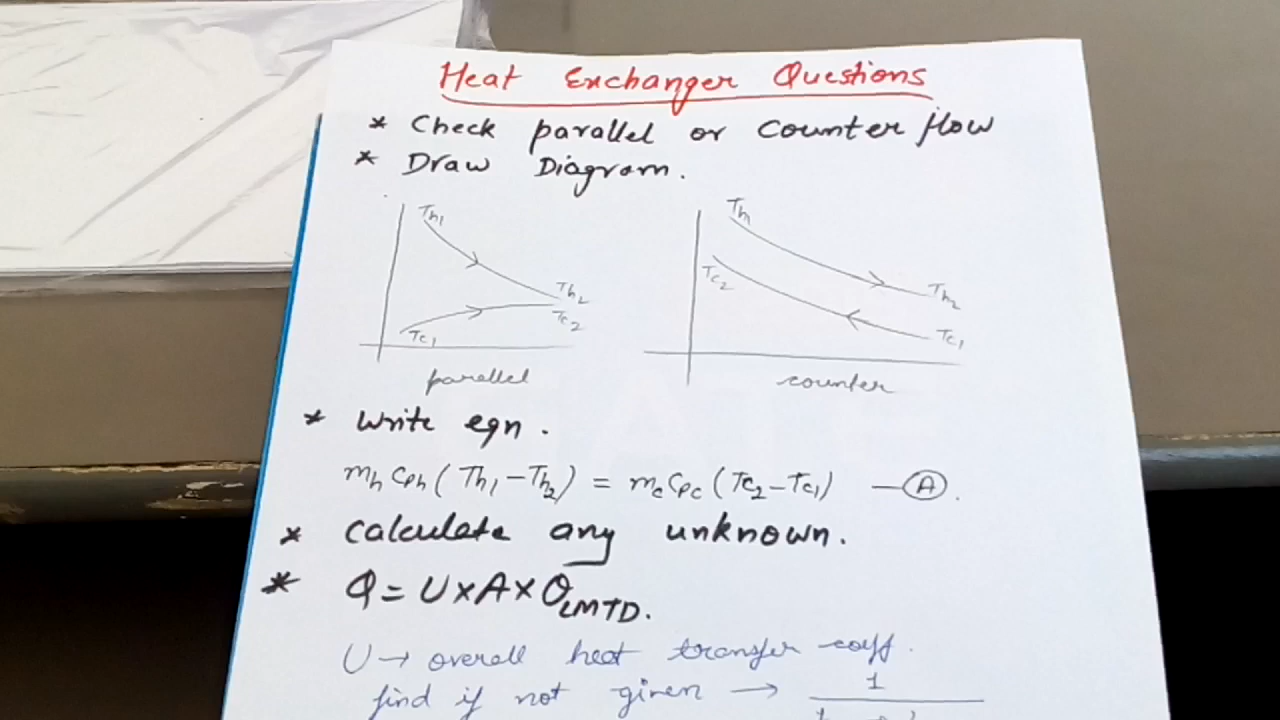 Heat Exchanger Questions
* Check parallel or counter flow
* Draw Diagram.
Th1
Th2
Tc2
Tc1
parallel
Th1
Tc2
Th2
Tc1
counter
* Write eqn.
mh Cph (Th1 - Th2) = mc Cpc (Tc2 - Tc1) — A.
* Calculate any unknown.
* Q = U × A × θLMTD.
U → overall heat transfer coeff.
find if not given → 1